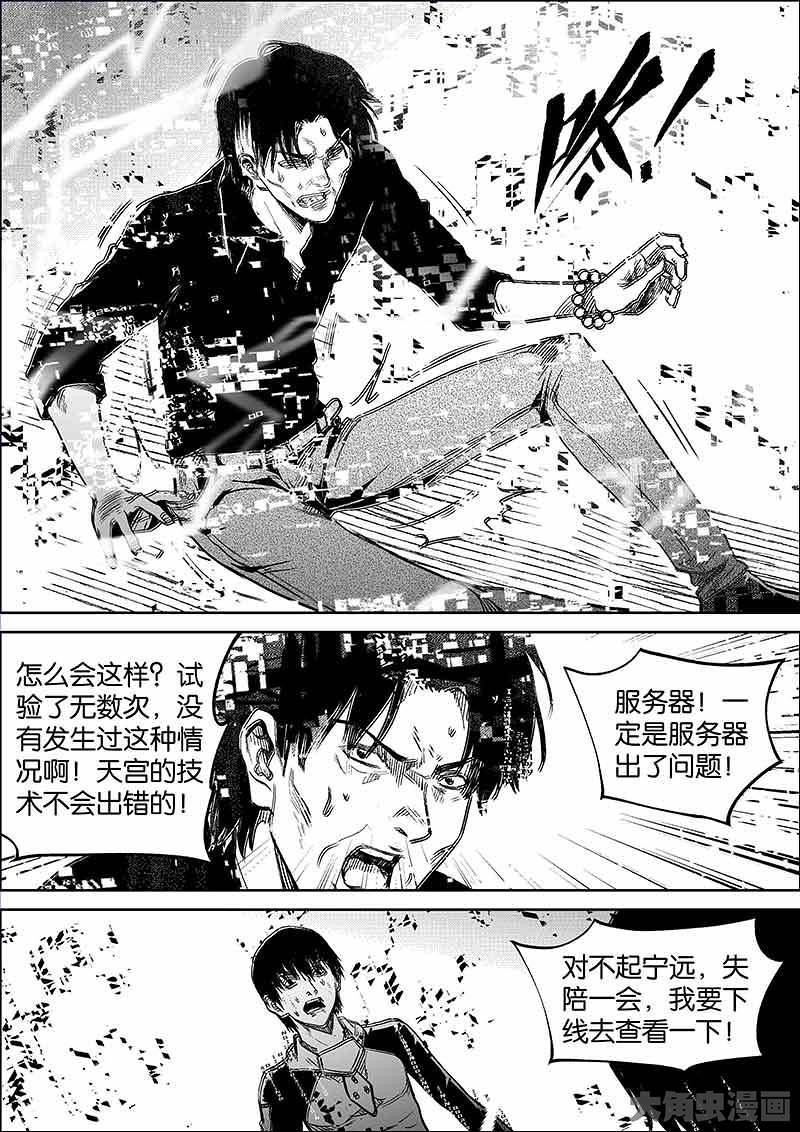 咚！
怎么会这样？试
验了无数次，没
有发生过这种情
况啊！天宫的技
术不会出错的！
服务器！一
定是服务器
出了问题！
对不起宁远，失
陪一会，我要下
线去查看一下！
大角虫漫画